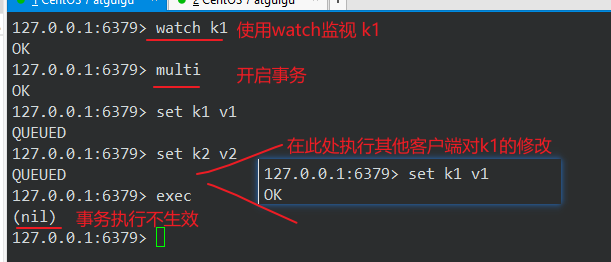 1 CentOS 7 atguigu
2 CentOS 7 atguigu
127.0.0.1:6379> watch k1 使用watch监视 k1
OK
127.0.0.1:6379> multi 开启事务
OK
127.0.0.1:6379> set k1 v1
QUEUED
在此处执行其他客户端对k1的修改
127.0.0.1:6379> set k2 v2
127.0.0.1:6379> set k1 v1
QUEUED
OK
127.0.0.1:6379> exec
(nil) 事务执行不生效
127.0.0.1:6379>